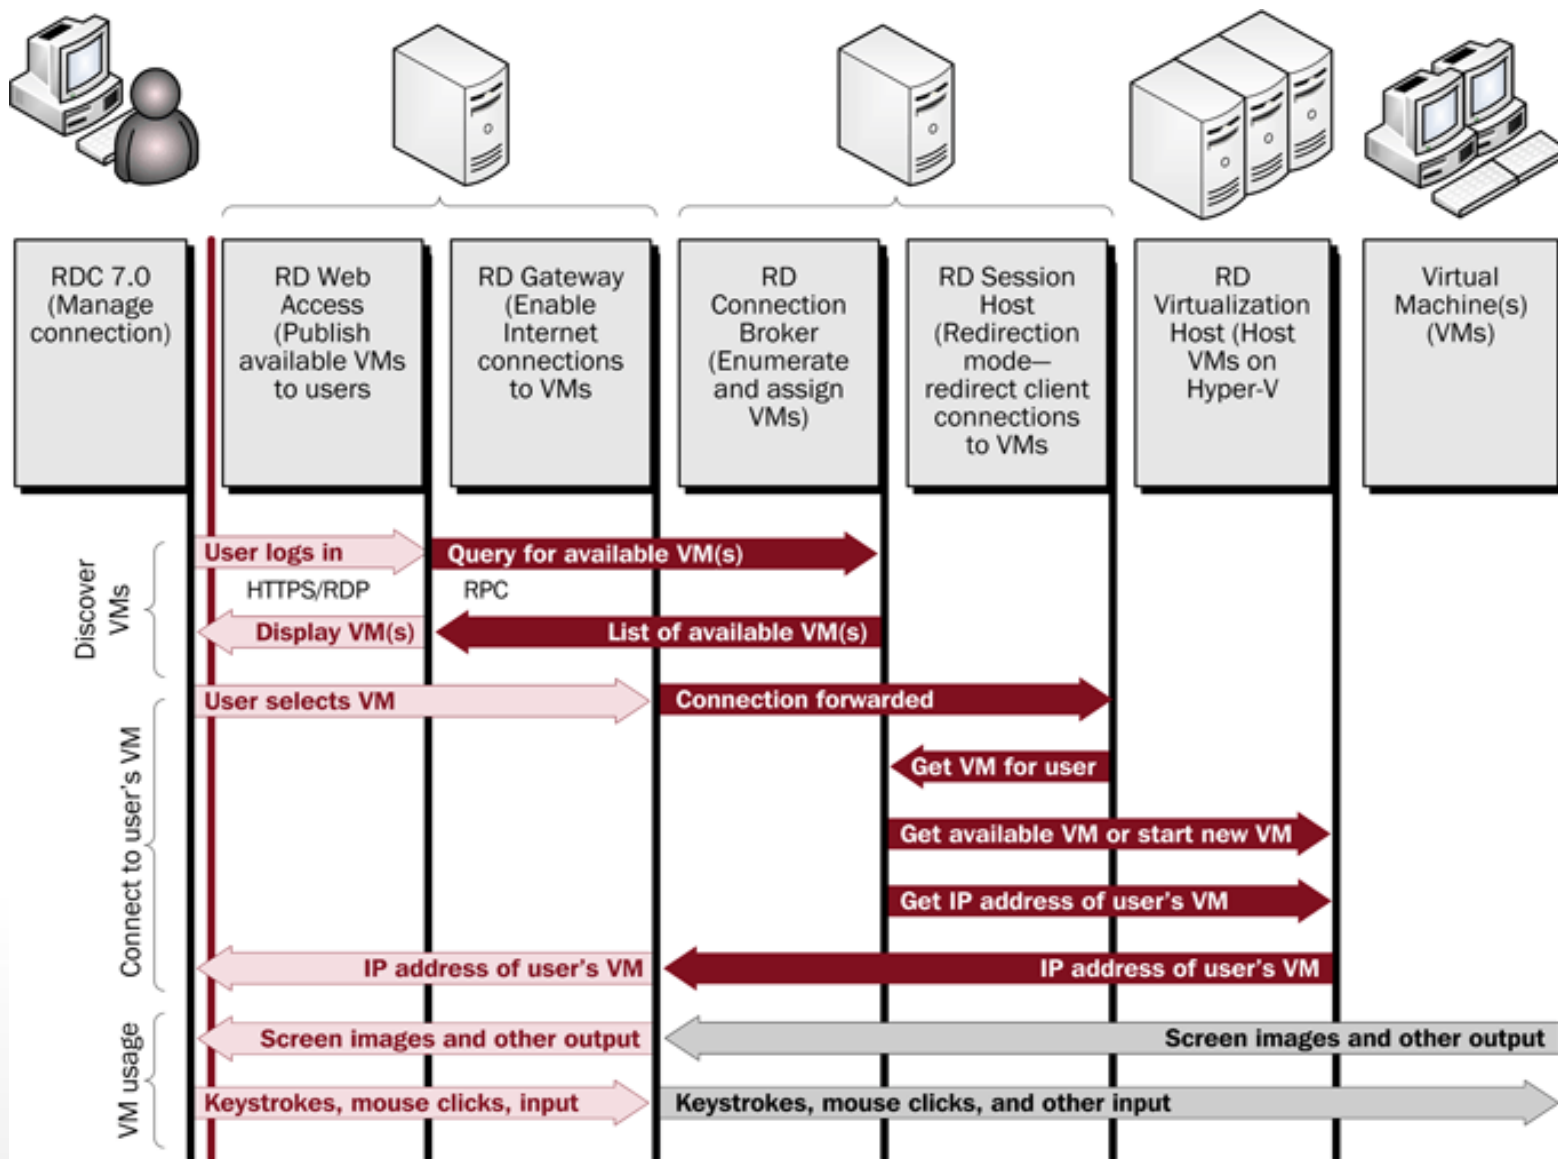 RDC 7.0
(Manage
connection)
RD Web
Access
(Publish
available VMs
to users
RD Gateway
(Enable
Internet
connections
to VMs
RD
Connection
Broker
(Enumerate
and assign
VMs)
RD Session
Host
(Redirection
mode—
redirect client
connections
to VMs
RD
Virtualization
Host (Host
VMs on
Hyper-V
Virtual
Machine(s)
(VMs)
Discover
VMs
User logs in
Query for available VM(s)
HTTPS/RDP
RPC
Display VM(s)
List of available VM(s)
Connect to user's VM
User selects VM
Connection forwarded
Get VM for user
Get available VM or start new VM
Get IP address of user's VM
IP address of user's VM
IP address of user's VM
VM usage
Screen images and other output
Screen images and other output
Keystrokes, mouse clicks, input
Keystrokes, mouse clicks, and other input